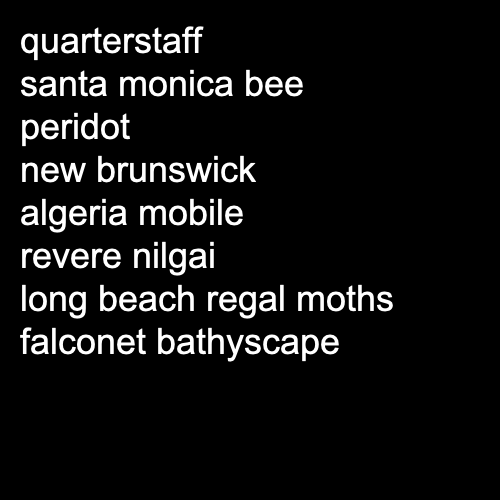 quarterstaff
santa monica bee
peridot
new brunswick
algeria mobile
revere nilgai
long beach regal moths
falconet bathyscape